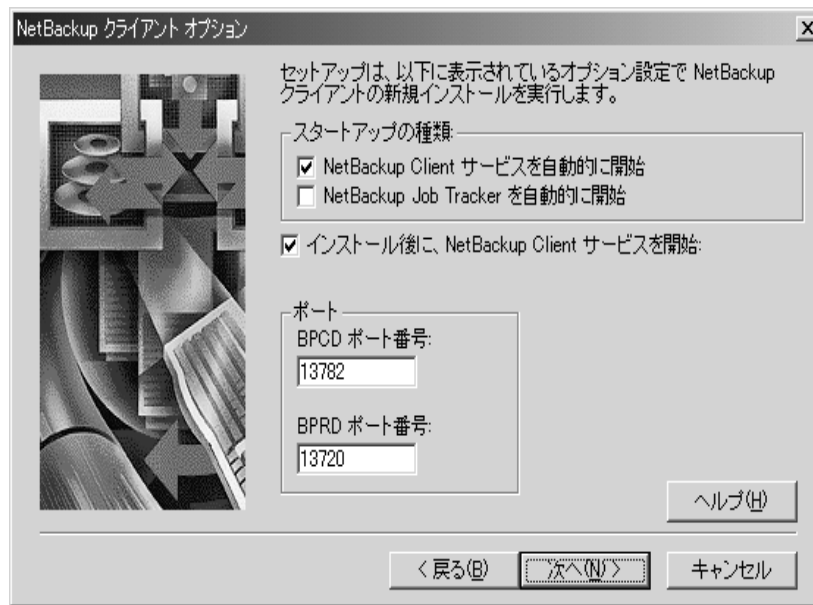 NetBackup クライアント オプション
セットアップは、以下に表示されているオプション設定で NetBackup
クライアントの新規インストールを実行します。
スタートアップの種類:
NetBackup Client サービスを自動的に開始
NetBackup Job Tracker を自動的に開始
インストール後に、NetBackup Client サービスを開始:
ポート
BPCD ポート番号:
13782
BPRD ポート番号:
13720
ヘルプ(H)
< 戻る(B)
次へ(N) >
キャンセル